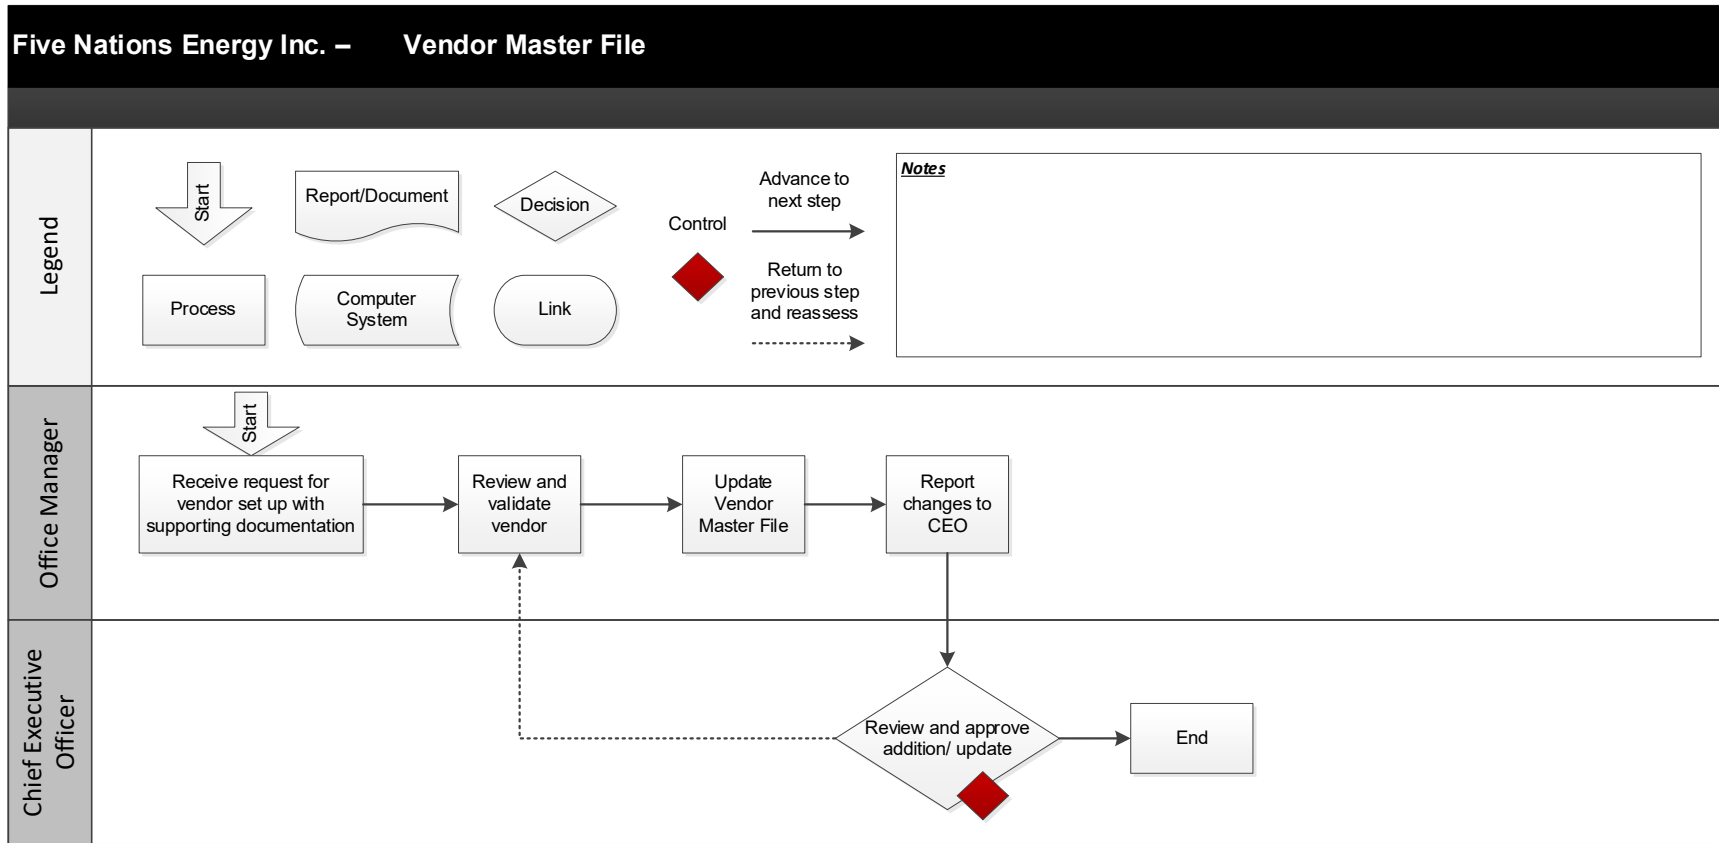 Five Nations Energy Inc. – Vendor Master File
Legend
Start
Report/Document
Decision
Control
Advance to
next step
Notes
Process
Computer
System
Link
Return to
previous step
and reassess
Office Manager
Start
Receive request for
vendor set up with
supporting documentation
Review and
validate
vendor
Update
Vendor
Master File
Report
changes to
CEO
Chief Executive
Officer
Review and approve
addition/ update
End